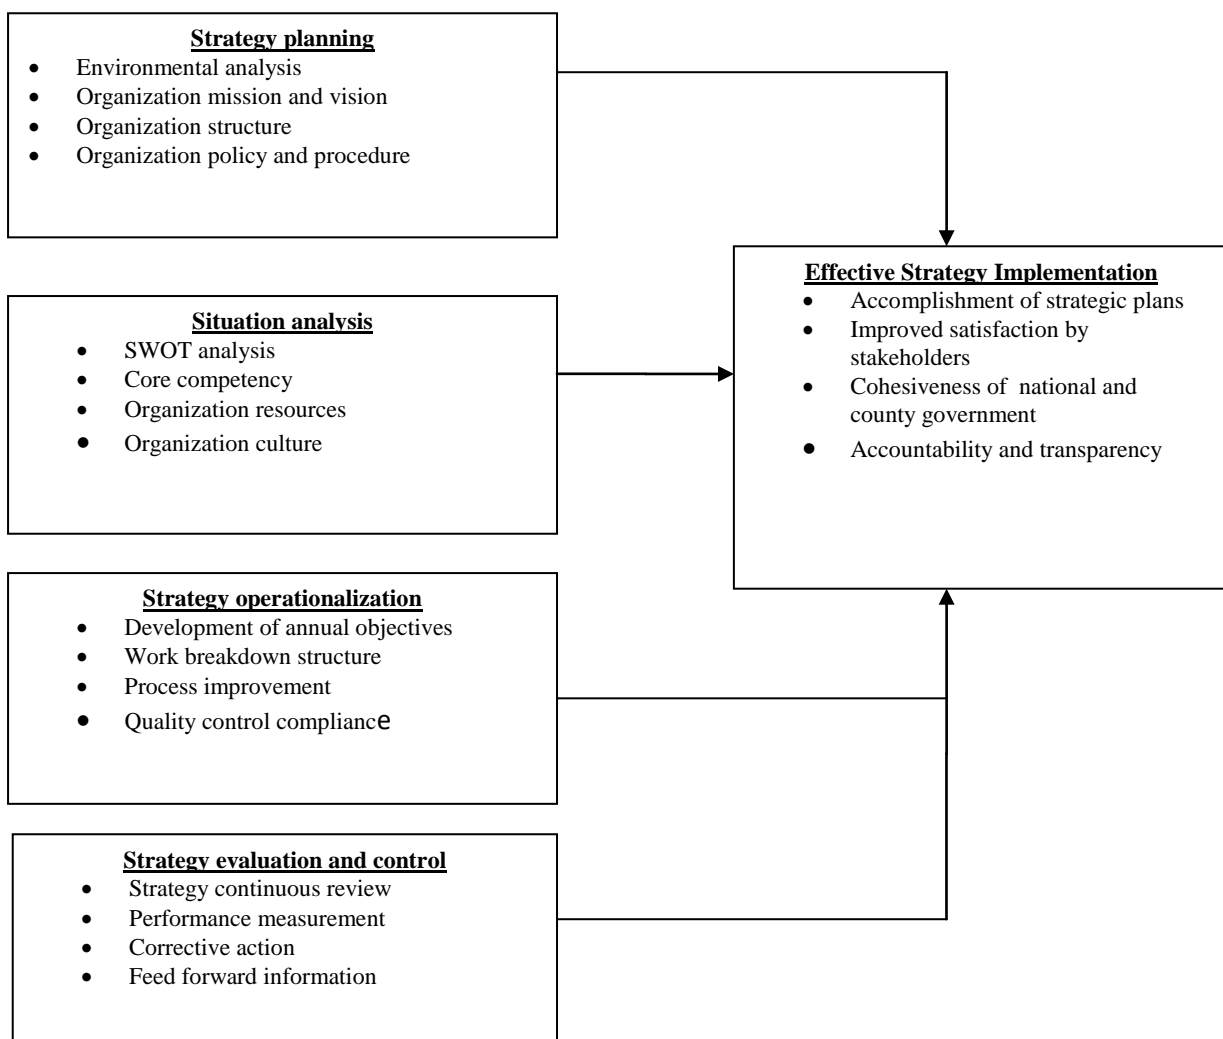 Strategy planning
• Environmental analysis
• Organization mission and vision
• Organization structure
• Organization policy and procedure
Situation analysis
• SWOT analysis
• Core competency
• Organization resources
• Organization culture
Strategy operationalization
• Development of annual objectives
• Work breakdown structure
• Process improvement
• Quality control compliance
Strategy evaluation and control
• Strategy continuous review
• Performance measurement
• Corrective action
• Feed forward information
Effective Strategy Implementation
• Accomplishment of strategic plans
• Improved satisfaction by
stakeholders
• Cohesiveness of national and
county government
• Accountability and transparency